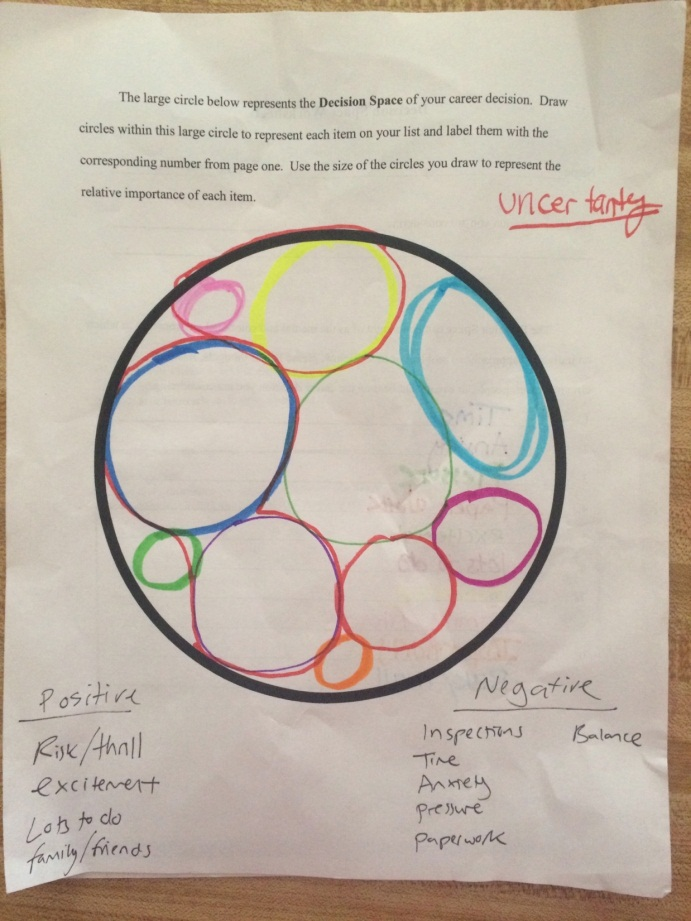 The large circle below represents the Decision Space of your career decision. Draw
circles within this large circle to represent each item on your list and label them with the
corresponding number from page one. Use the size of the circles you draw to represent the
relative importance of each item.
uncertanty
Positive
Risk/thrill
excitement
Lots to do
family/friends
Negative
Inspections Balance
Time
Anxiety
pressure
paperwork